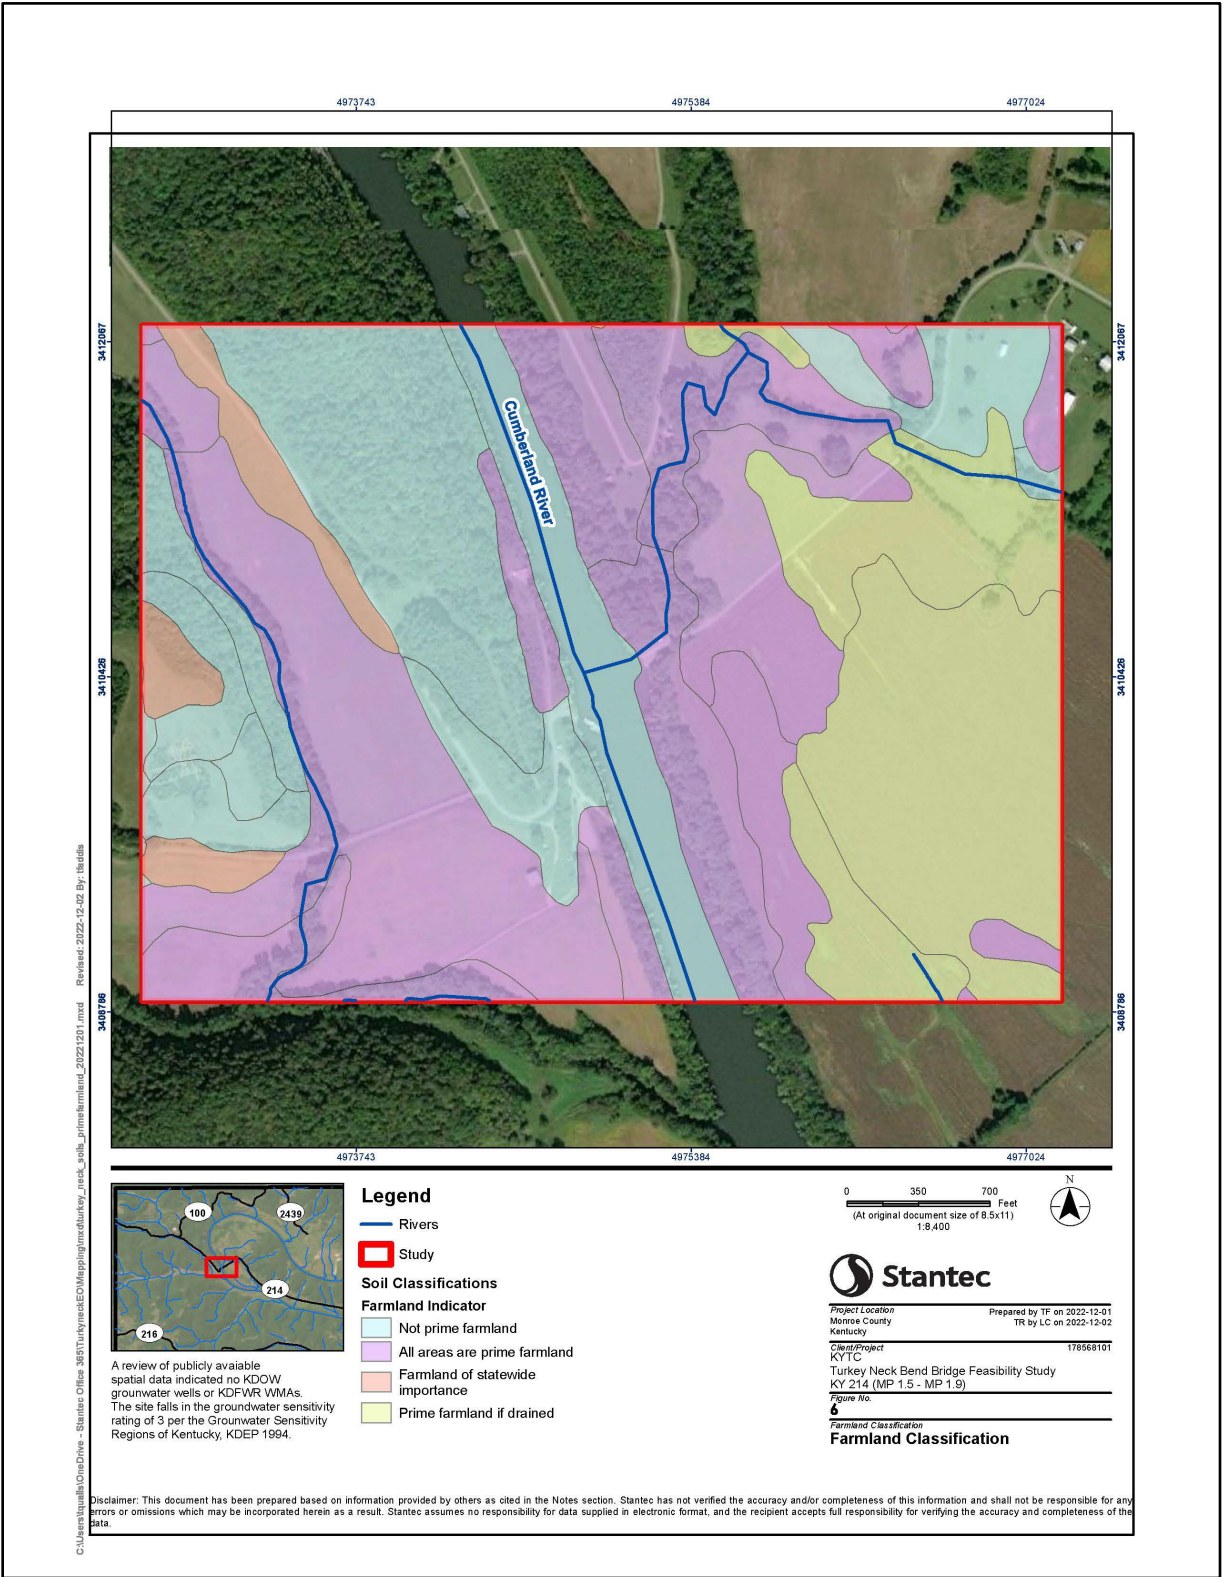 4973743
4975384
4977024
3412067
3412067
Cumberland River
3410426
3410426
3408786
3408786
4973743
4975384
4977024
C:\Users\tqualls\OneDrive - Stantec Office 365\TurkyneckEO\Mapping\mxd\turkey_neck_soils_primefarmland_20221201.mxd    Revised: 2022-12-02 By: tfaddis
100
2439
214
216
A review of publicly avaiable
spatial data indicated no KDOW
grounwater wells or KDFWR WMAs.
The site falls in the groundwater sensitivity
rating of 3 per the Grounwater Sensitivity
Regions of Kentucky, KDEP 1994.
Legend
Rivers
Study
Soil Classifications
Farmland Indicator
Not prime farmland
All areas are prime farmland
Farmland of statewide
importance
Prime farmland if drained
0 350 700
Feet
(At original document size of 8.5x11)
1:8,400
N
Stantec
Project Location
Monroe County
Kentucky
Prepared by TF on 2022-12-01
TR by LC on 2022-12-02
Client/Project 178568101
KYTC
Turkey Neck Bend Bridge Feasibility Study
KY 214 (MP 1.5 - MP 1.9)
Figure No.
6
Farmland Classification
Farmland Classification
Disclaimer: This document has been prepared based on information provided by others as cited in the Notes section. Stantec has not verified the accuracy and/or completeness of this information and shall not be responsible for any
errors or omissions which may be incorporated herein as a result. Stantec assumes no responsibility for data supplied in electronic format, and the recipient accepts full responsibility for verifying the accuracy and completeness of the
data.